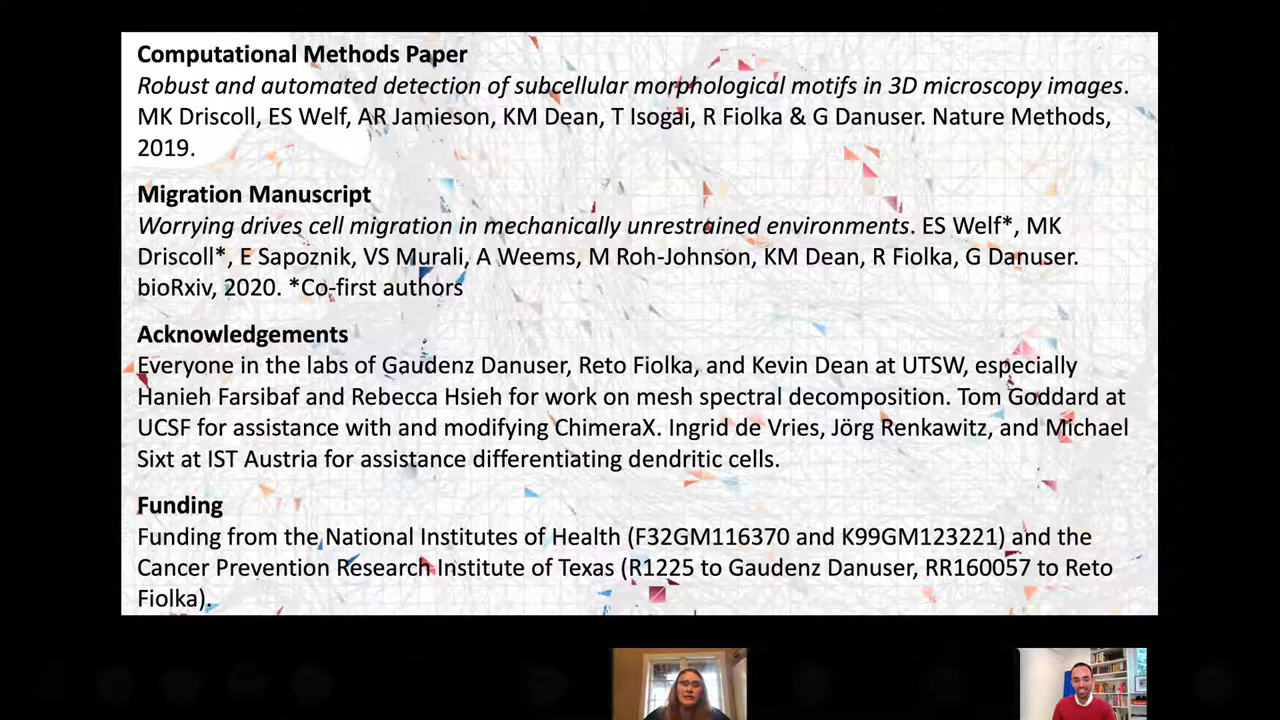 Computational Methods Paper
Robust and automated detection of subcellular morphological motifs in 3D microscopy images.
MK Driscoll, ES Welf, AR Jamieson, KM Dean, T Isogai, R Fiolka & G Danuser. Nature Methods,
2019.
Migration Manuscript
Worrying drives cell migration in mechanically unrestrained environments. ES Welf*, MK
Driscoll*, E Sapoznik, VS Murali, A Weems, M Roh-Johnson, KM Dean, R Fiolka, G Danuser.
bioRxiv, 2020. *Co-first authors
Acknowledgements
Everyone in the labs of Gaudenz Danuser, Reto Fiolka, and Kevin Dean at UTSW, especially
Hanieh Farsibaf and Rebecca Hsieh for work on mesh spectral decomposition. Tom Goddard at
UCSF for assistance with and modifying ChimeraX. Ingrid de Vries, Jörg Renkawitz, and Michael
Sixt at IST Austria for assistance differentiating dendritic cells.
Funding
Funding from the National Institutes of Health (F32GM116370 and K99GM123221) and the
Cancer Prevention Research Institute of Texas (R1225 to Gaudenz Danuser, RR160057 to Reto
Fiolka).